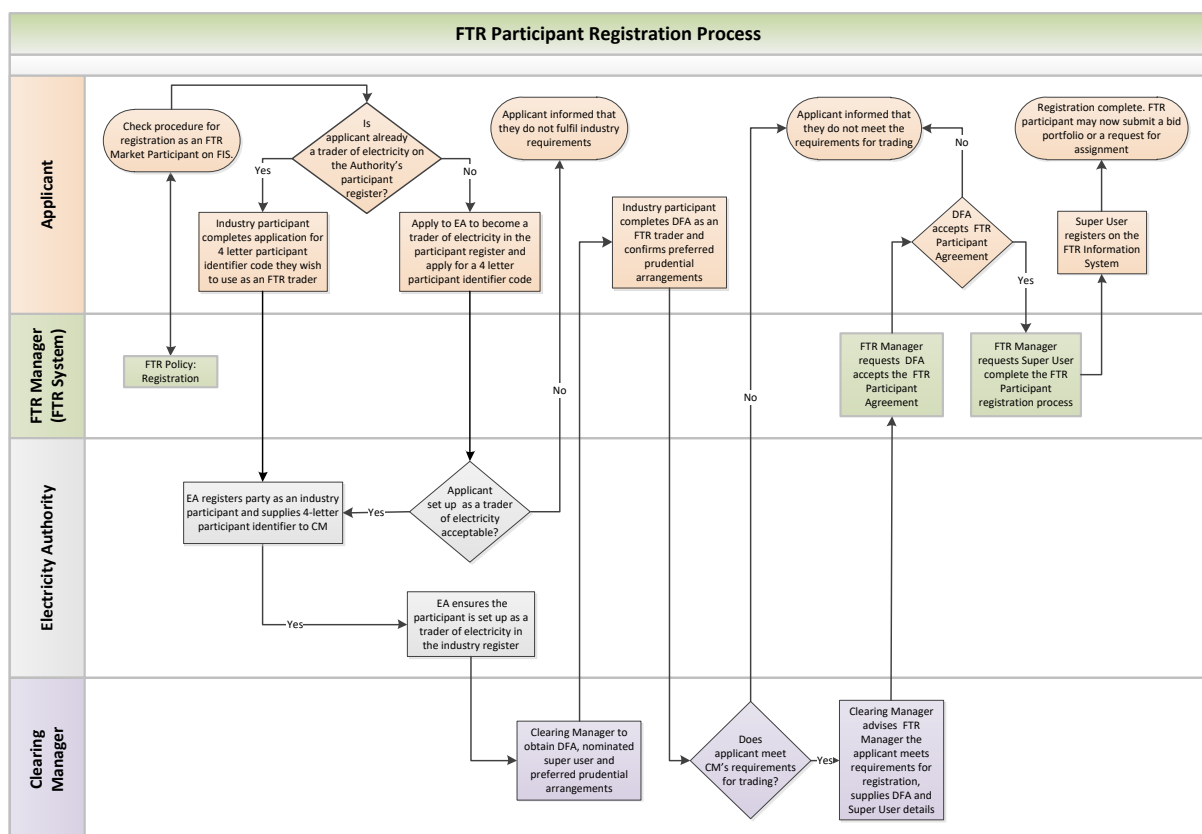 FTR Participant Registration Process
Applicant
Check procedure for
registration as an FTR
Market Participant on FIS.
Is
applicant already
a trader of electricity on
the Authority's
participant
register?
Yes
No
Industry participant
completes application for
4 letter participant
identifier code they wish
to use as an FTR trader
Apply to EA to become a
trader of electricity in the
participant register and
apply for a 4 letter
participant identifier code
Applicant informed that
they do not fulfil industry
requirements
Industry participant
completes DFA as an
FTR trader and
confirms preferred
prudential
arrangements
Applicant informed that
they do not meet the
requirements for
trading
No
DFA
accepts FTR
Participant
Agreement
Yes
Registration complete. FTR
participant may now submit a bid
portfolio or a request for
assignment
Super User
registers on the
FTR Information
System
FTR Manager
(FTR System)
FTR Policy:
Registration
No
No
FTR Manager
requests DFA
accepts the FTR
Participant
Agreement
FTR Manager
requests Super User
complete the FTR
Participant
registration process
Electricity Authority
EA registers party as an industry
participant and supplies 4-letter
participant identifier to CM
Yes
Applicant
set up as a trader
of electricity
acceptable?
Yes
EA ensures the
participant is set up as a
trader of electricity in
the industry register
Clearing
Manager
Clearing Manager to
obtain DFA, nominated
super user and
preferred prudential
arrangements
Does
applicant meet
CM's requirements
for trading?
Yes
Clearing Manager
advises FTR
Manager the
applicant meets
requirements for
registration,
supplies DFA and
Super User details